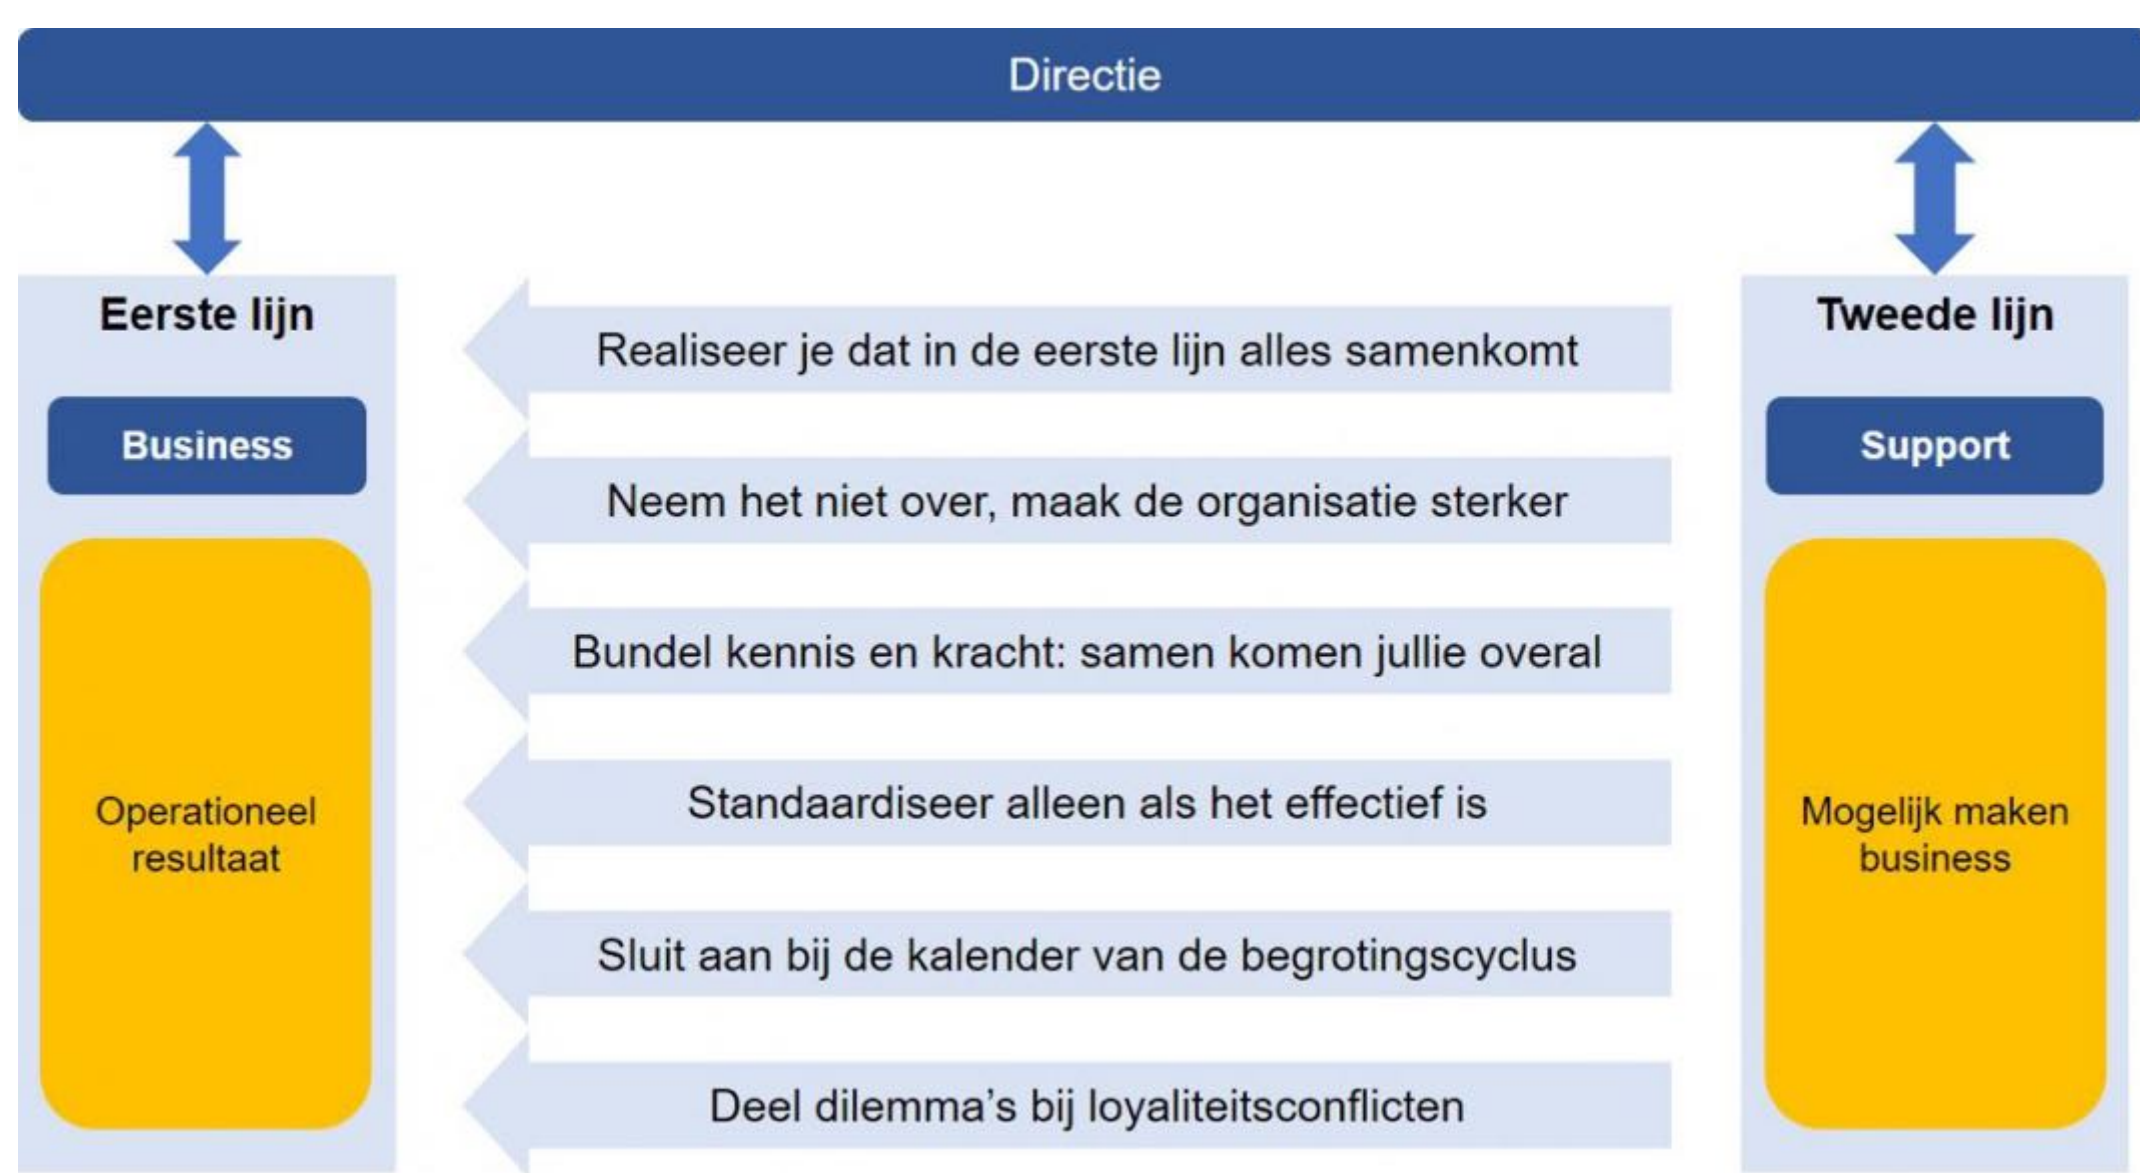 Directie
Eerste lijn
Business
Operationeel
resultaat
Realiseer je dat in de eerste lijn alles samenkomt
Neem het niet over, maak de organisatie sterker
Bundel kennis en kracht: samen komen jullie overal
Standaardiseer alleen als het effectief is
Sluit aan bij de kalender van de begrotingscyclus
Deel dilemma’s bij loyaliteitsconflicten
Tweede lijn
Support
Mogelijk maken
business